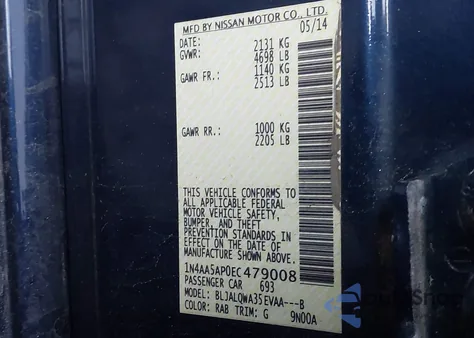 MFD BY NISSAN MOTOR CO., LTD.
DATE: 05/14
GVWR: 2131 KG
4698 LB
GAWR FR.: 1140 KG
2513 LB
GAWR RR.: 1000 KG
2205 LB
THIS VEHICLE CONFORMS TO
ALL APPLICABLE FEDERAL
MOTOR VEHICLE SAFETY,
BUMPER, AND THEFT
PREVENTION STANDARDS IN
EFFECT ON THE DATE OF
MANUFACTURE SHOWN ABOVE.
1N4AA5AP0EC479008
PASSENGER CAR 693
MODEL: BLJALQWA35EVAA---B
COLOR: RAB TRIM: G 9N00A